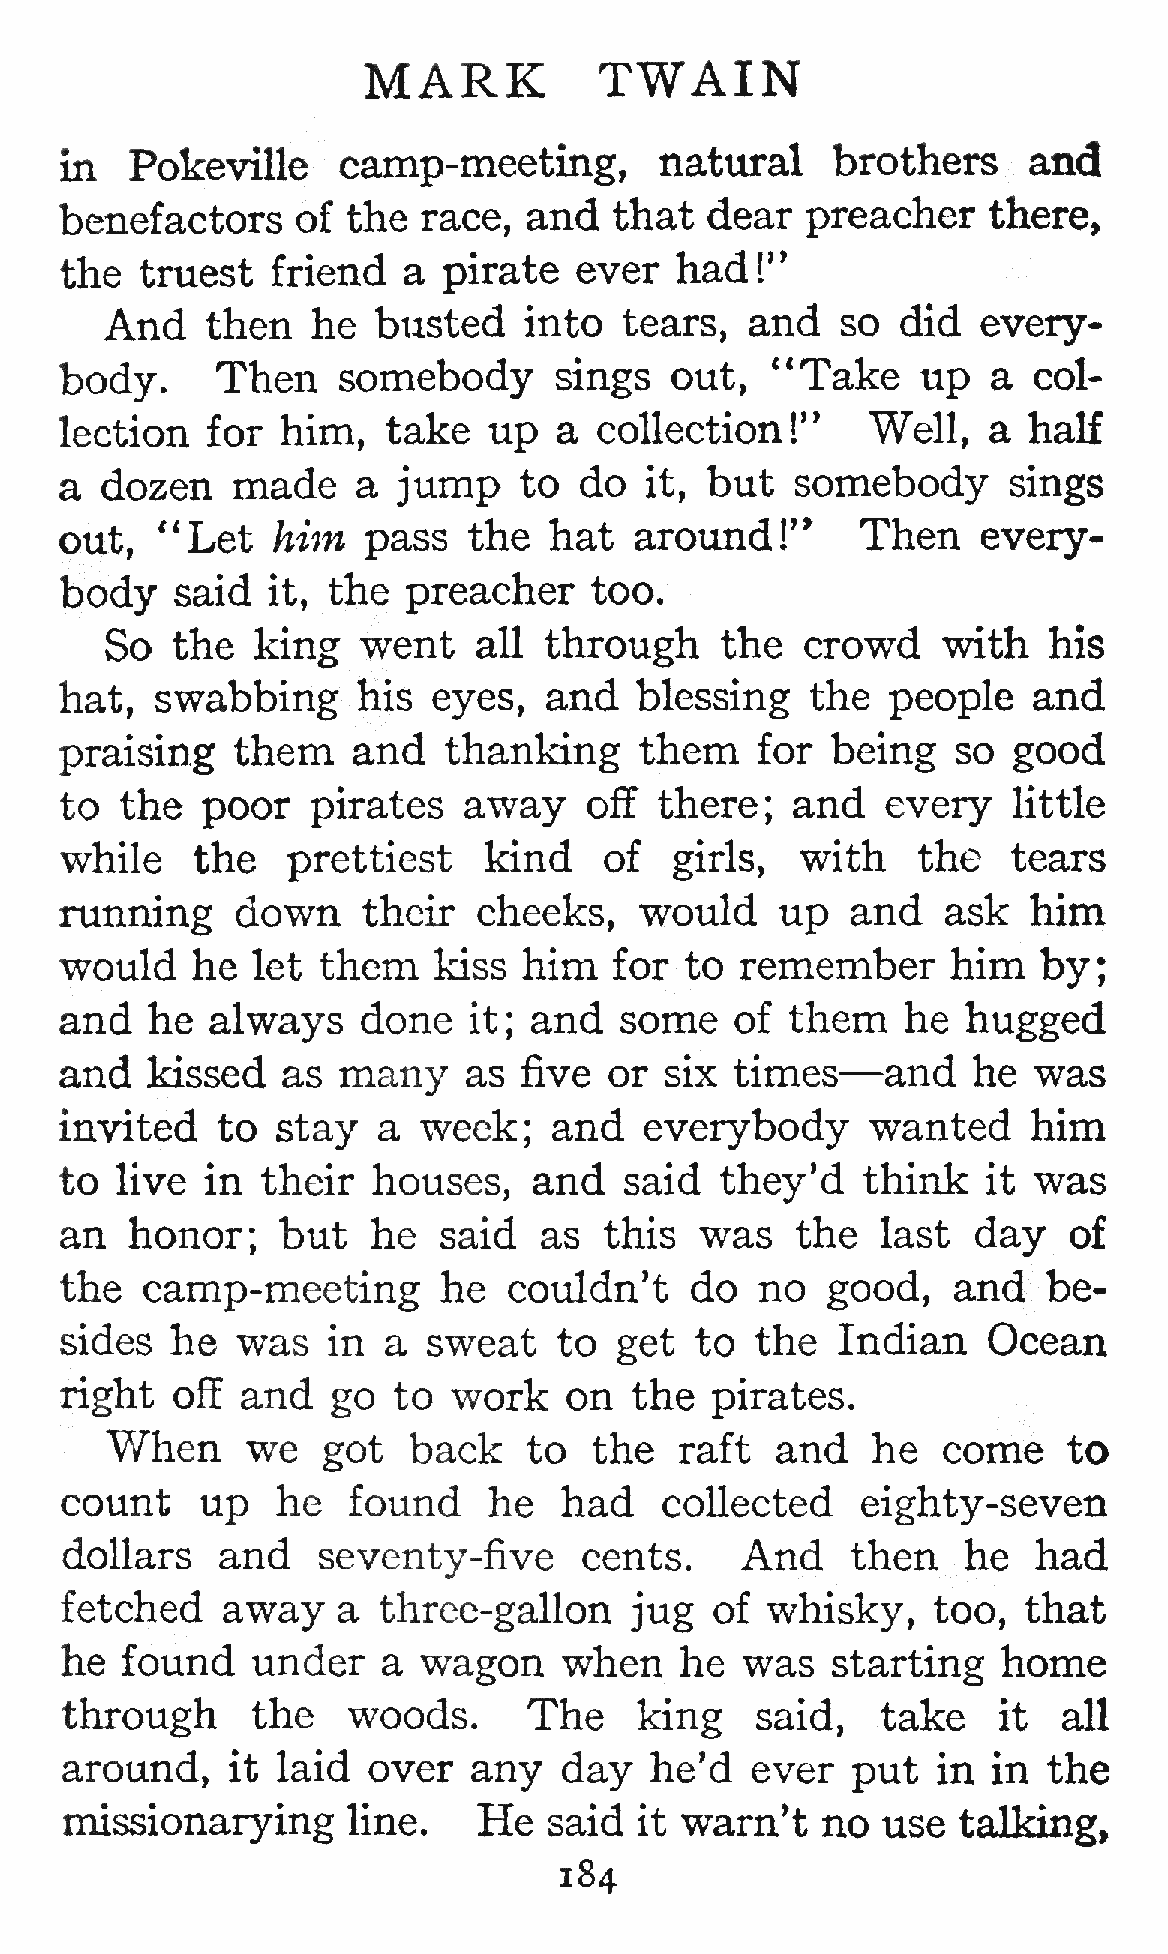 MARK TWAIN
in Pokeville camp-meeting, natural brothers and
benefactors of the race, and that dear preacher there,
the truest friend a pirate ever had!"
And then he busted into tears, and so did every-
body. Then somebody sings out, "Take up a col-
lection for him, take up a collection!" Well, a half
a dozen made a jump to do it, but somebody sings
out, "Let him pass the hat around!" Then every-
body said it, the preacher too.
So the king went all through the crowd with his
hat, swabbing his eyes, and blessing the people and
praising them and thanking them for being so good
to the poor pirates away off there; and every little
while the prettiest kind of girls, with the tears
running down their cheeks, would up and ask him
would he let them kiss him for to remember him by;
and he always done it; and some of them he hugged
and kissed as many as five or six times—and he was
invited to stay a week; and everybody wanted him
to live in their houses, and said they'd think it was
an honor; but he said as this was the last day of
the camp-meeting he couldn't do no good, and be-
sides he was in a sweat to get to the Indian Ocean
right off and go to work on the pirates.
When we got back to the raft and he come to
count up he found he had collected eighty-seven
dollars and seventy-five cents. And then he had
fetched away a three-gallon jug of whisky, too, that
he found under a wagon when he was starting home
through the woods. The king said, take it all
around, it laid over any day he'd ever put in in the
missionarying line. He said it warn't no use talking,
184